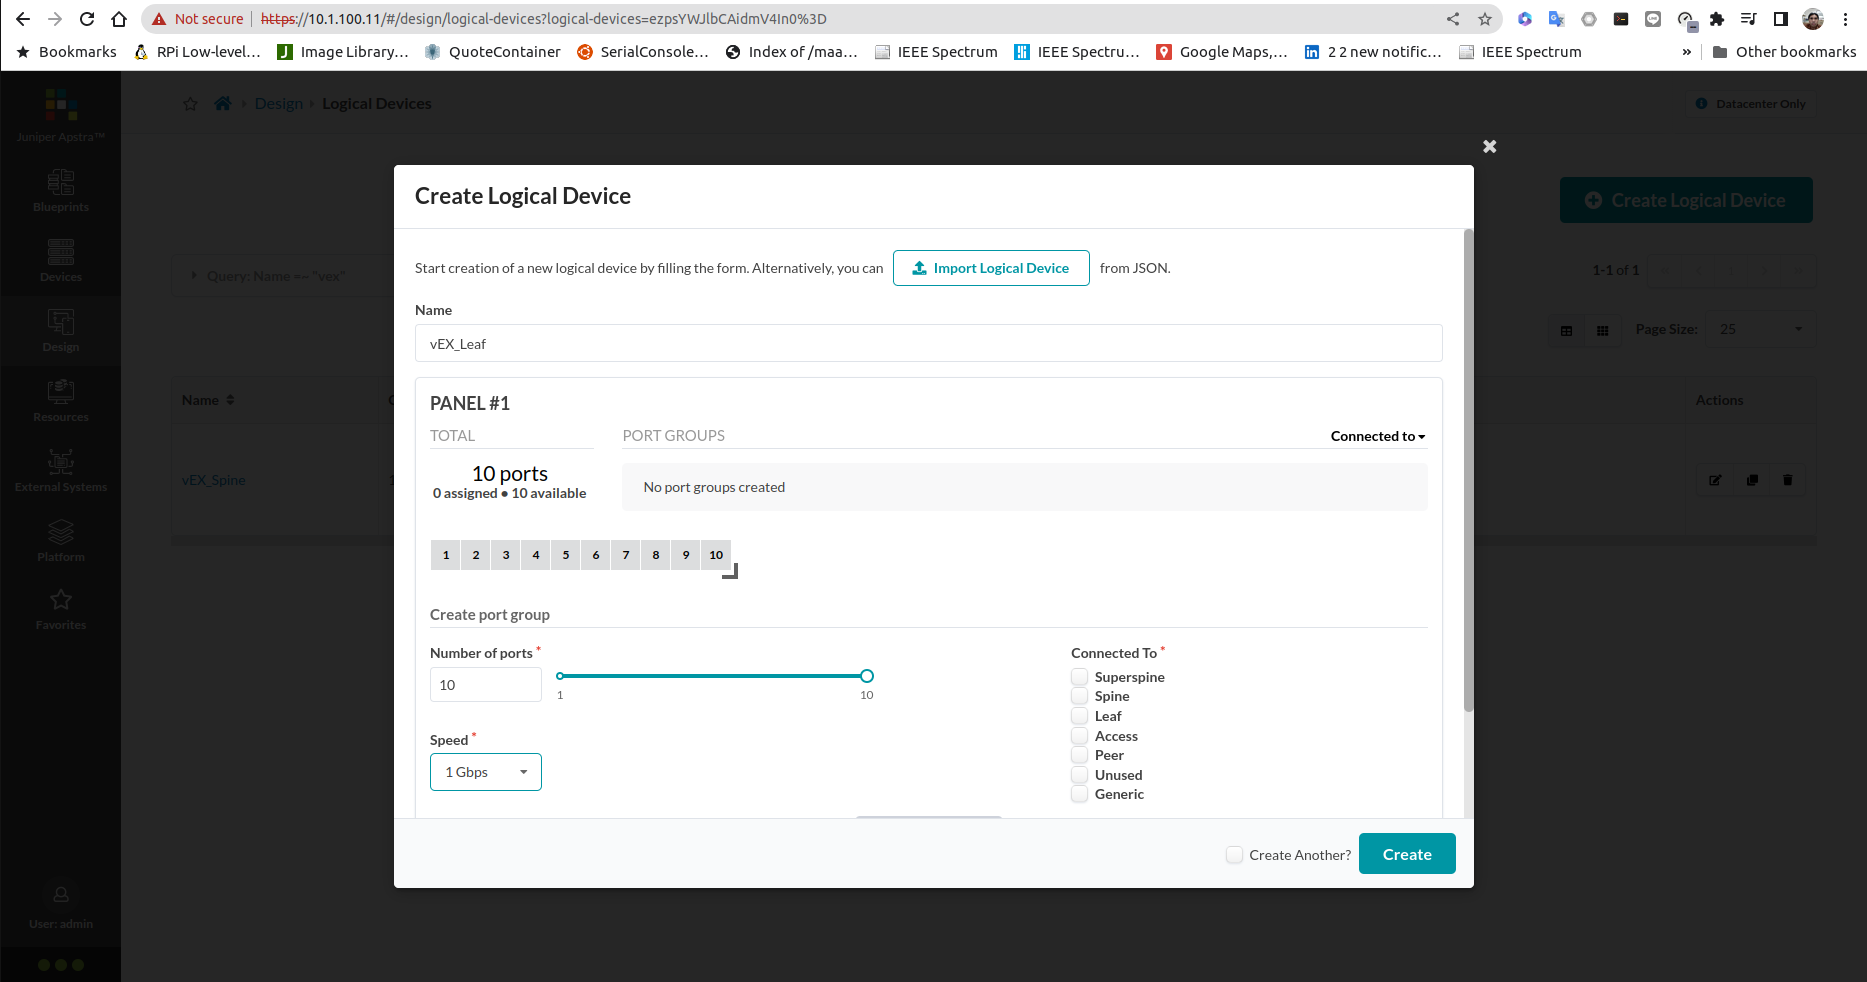 Not secure https://10.1.100.11/#/design/logical-devices?logical-devices=ezpsYWJlbCAidmV4In0%3D
Bookmarks RPi Low-level... Image Library... QuoteContainer SerialConsole... Index of /maa... IEEE Spectrum IEEE Spectru... Google Maps,... 2 2 new notific... IEEE Spectrum » Other bookmarks
Juniper Apstra™
Design Logical Devices
Datacenter Only
Create Logical Device
Create Logical Device
Blueprints
Devices
Design
Resources
External Systems
Platform
Favorites
User: admin
Query: Name ~= "vex"
1-1 of 1
Page Size: 25
Name
Actions
vEX_Spine
Start creation of a new logical device by filling the form. Alternatively, you can Import Logical Device from JSON.
Name
vEX_Leaf
PANEL #1
TOTAL PORT GROUPS Connected to
10 ports
0 assigned • 10 available
No port groups created
1 2 3 4 5 6 7 8 9 10
Create port group
Number of ports *
10
1 10
Speed *
1 Gbps
Connected To *
Superspine
Spine
Leaf
Access
Peer
Unused
Generic
Create Another? Create